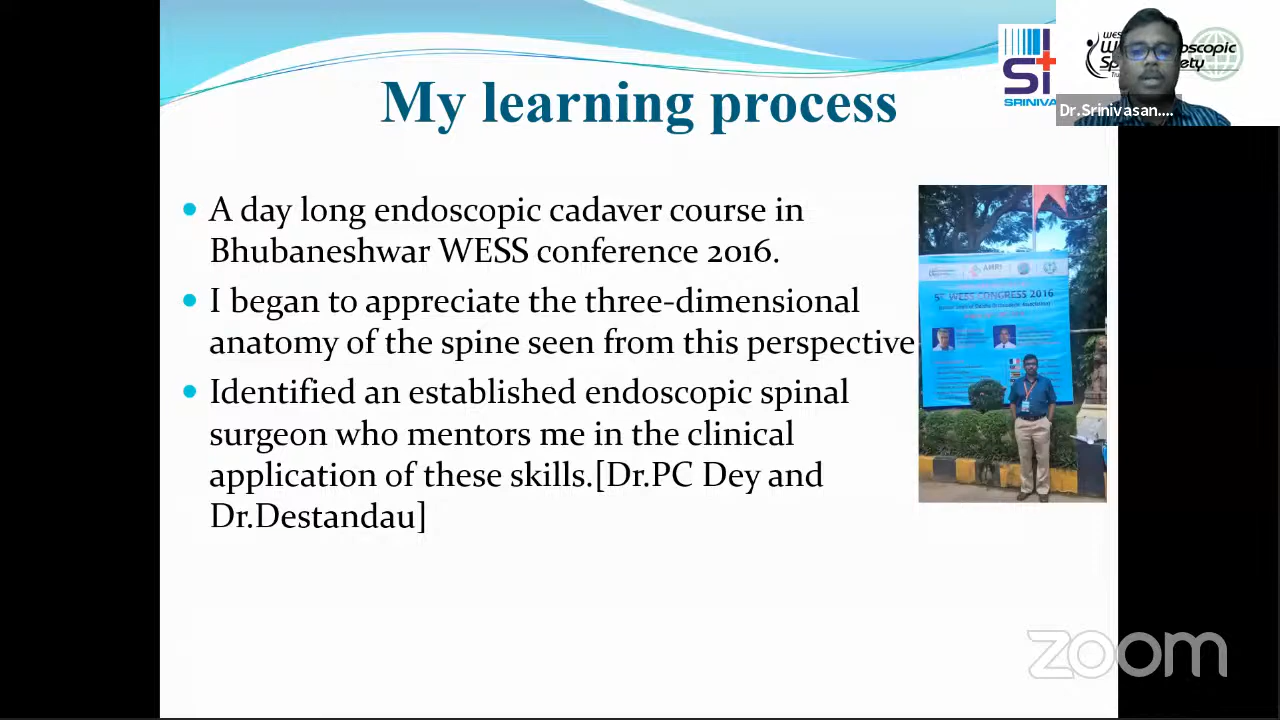 My learning process
SRINIVA
Dr.Srinivasan....
A day long endoscopic cadaver course in
Bhubaneshwar WESS conference 2016.
I began to appreciate the three-dimensional
anatomy of the spine seen from this perspective
Identified an established endoscopic spinal
surgeon who mentors me in the clinical
application of these skills.[Dr.PC Dey and
Dr.Destandau]
AMRI
WESS CONGRESS 2016
zoom